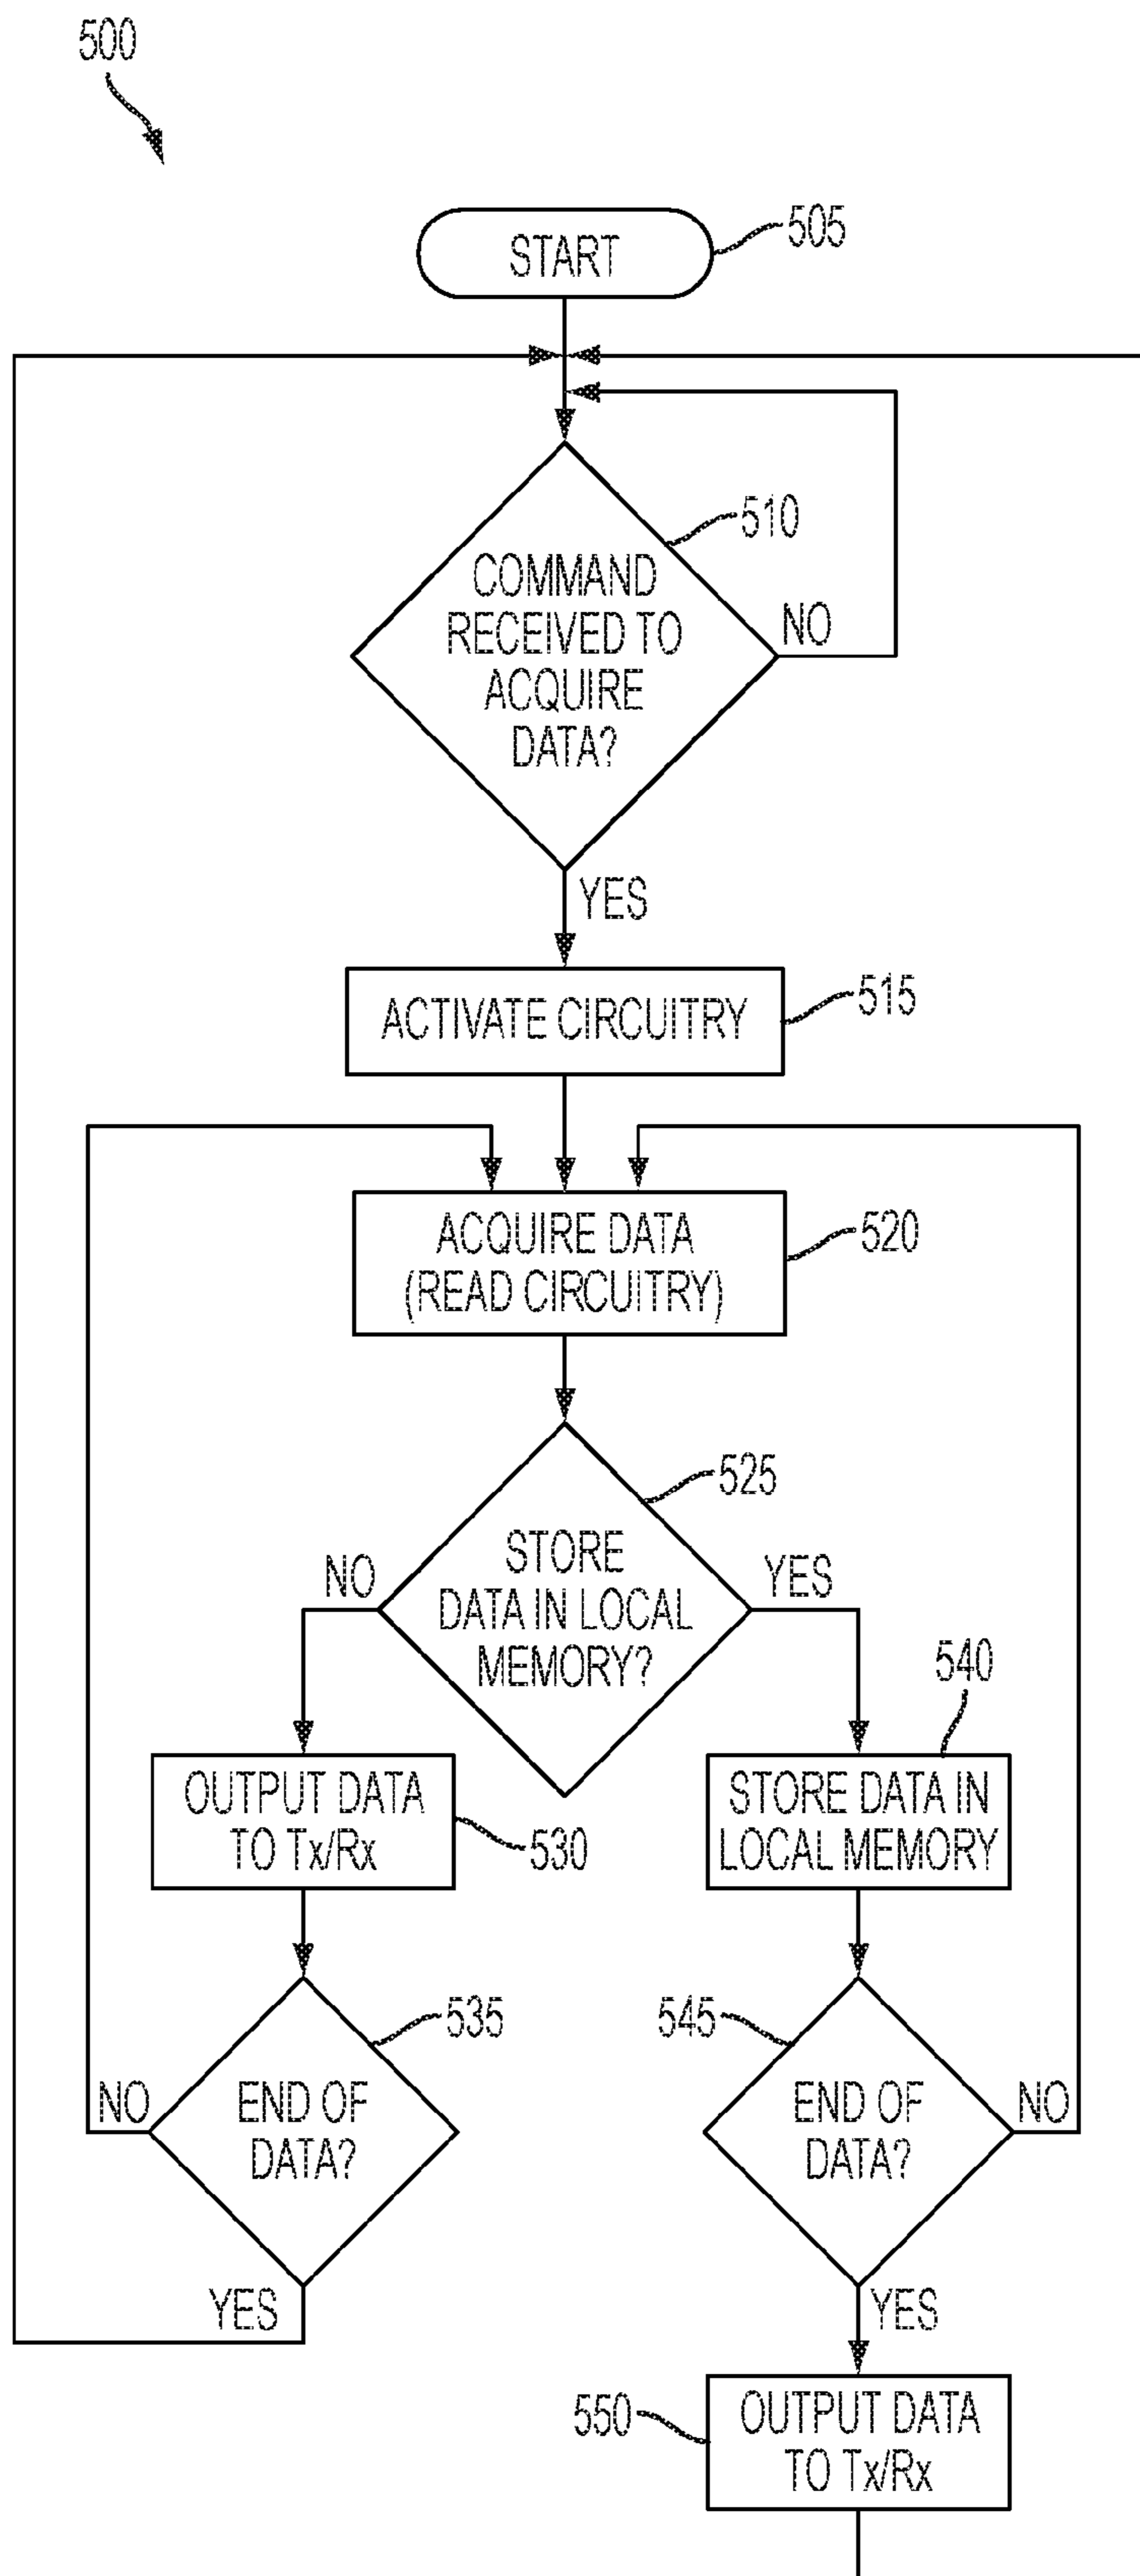 500
START
505
COMMAND
RECEIVED TO
ACQUIRE
DATA?
510
NO
YES
ACTIVATE CIRCUITRY
515
ACQUIRE DATA
(READ CIRCUITRY)
520
STORE
DATA IN LOCAL
MEMORY?
525
NO
YES
OUTPUT DATA
TO Tx/Rx
530
540
STORE DATA IN
LOCAL MEMORY
END OF
DATA?
535
NO
YES
545
END OF
DATA?
NO
YES
550
OUTPUT DATA
TO Tx/Rx